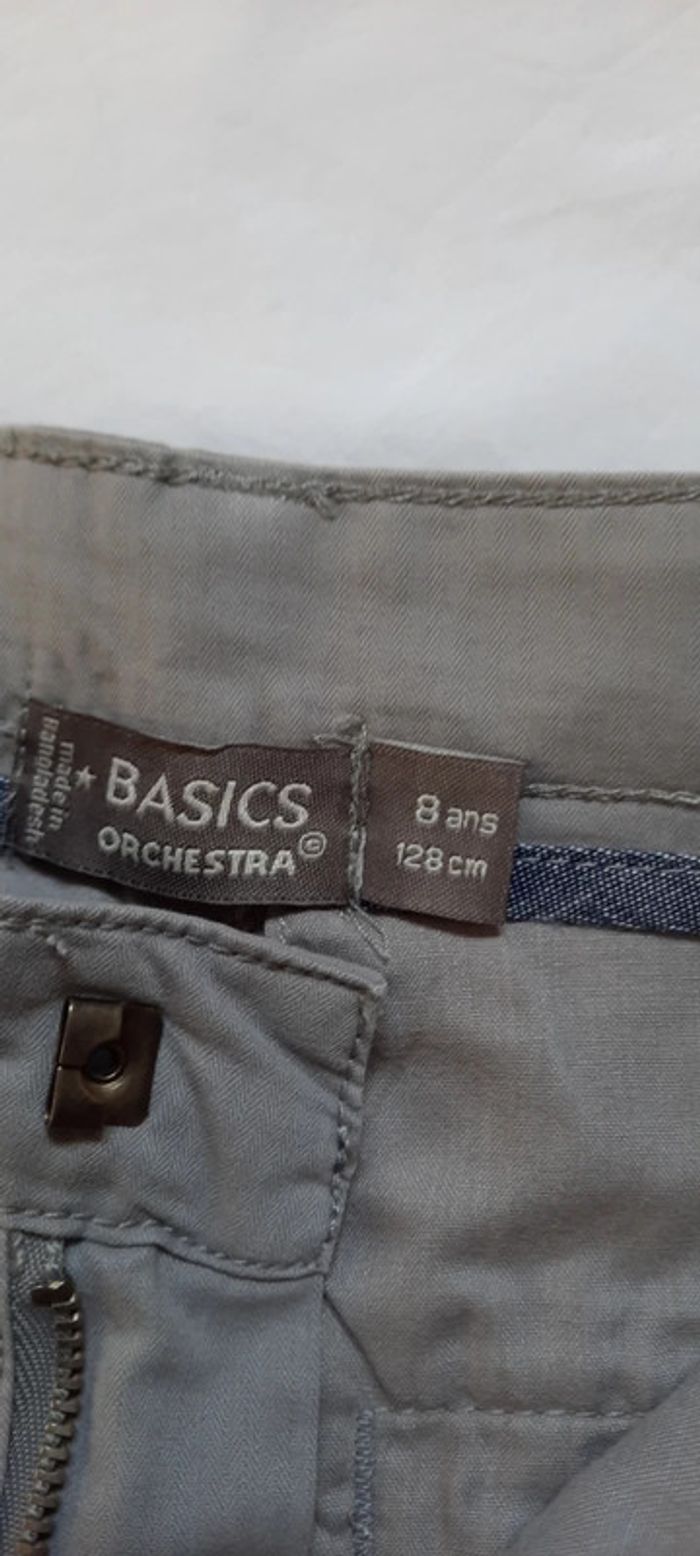 made in
Bangladesh
★ BASICS
ORCHESTRA©
8 ans
128 cm